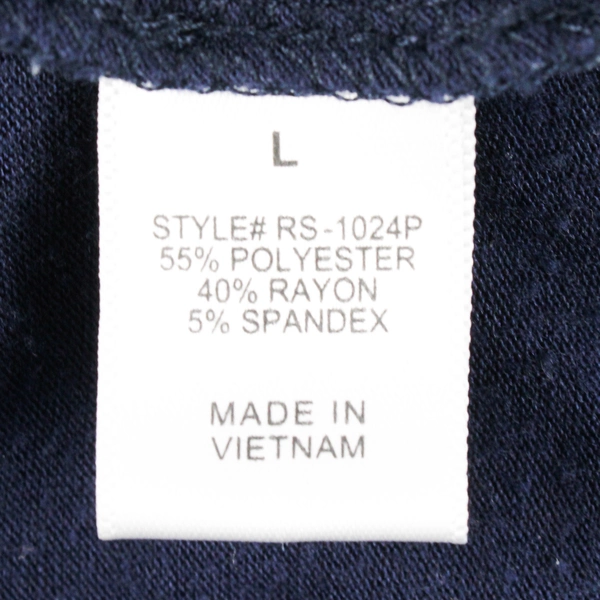 L
STYLE# RS-1024P
55% POLYESTER
40% RAYON
5% SPANDEX
MADE IN
VIETNAM